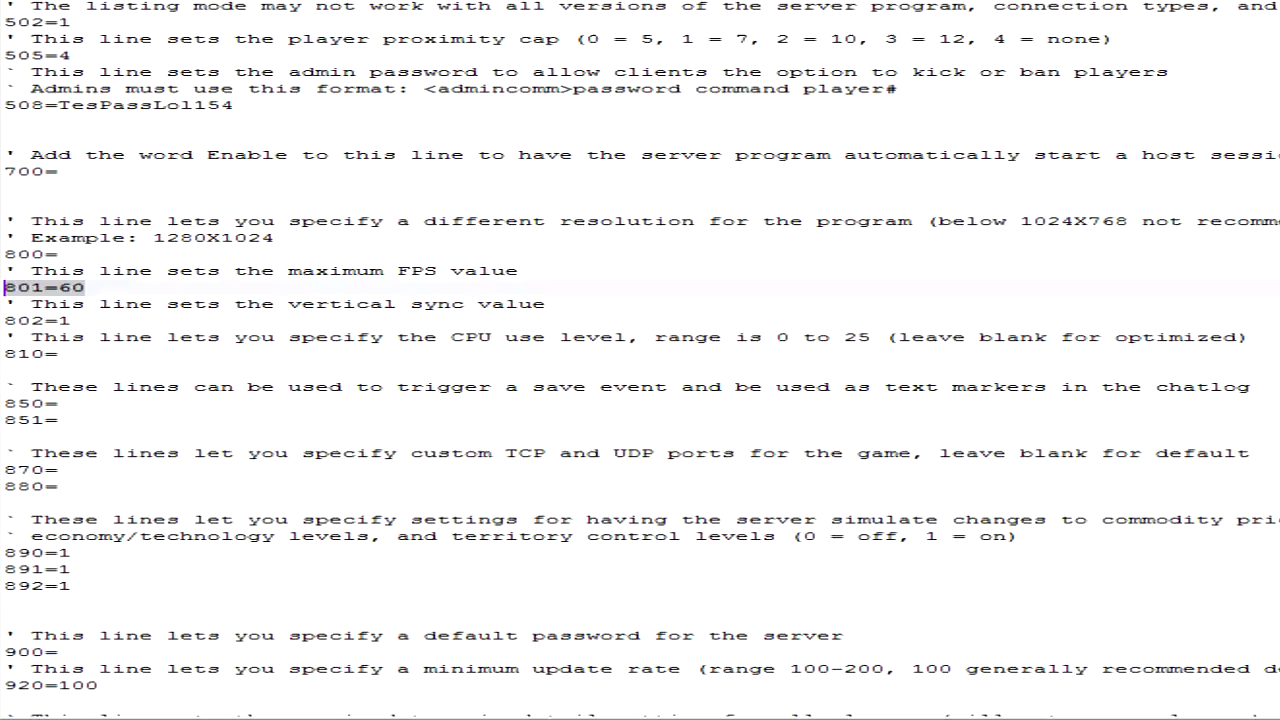 ' The listing mode may not work with all versions of the server program, connection types, and
502=1
' This line sets the player proximity cap (0 = 5, 1 = 7, 2 = 10, 3 = 12, 4 = none)
505=4
` This line sets the admin password to allow clients the option to kick or ban players
` Admins must use this format: <admincomm>password command player#
508=TesPassLol154
' Add the word Enable to this line to have the server program automatically start a host sessi
700=
' This line lets you specify a different resolution for the program (below 1024X768 not recomm
' Example: 1280X1024
800=
' This line sets the maximum FPS value
801=60
' This line sets the vertical sync value
802=1
' This line lets you specify the CPU use level, range is 0 to 25 (leave blank for optimized)
810=
` These lines can be used to trigger a save event and be used as text markers in the chatlog
850=
851=
` These lines let you specify custom TCP and UDP ports for the game, leave blank for default
870=
880=
` These lines let you specify settings for having the server simulate changes to commodity pri
` economy/technology levels, and territory control levels (0 = off, 1 = on)
890=1
891=1
892=1
' This line lets you specify a default password for the server
900=
' This line lets you specify a minimum update rate (range 100-200, 100 generally recommended d
920=100